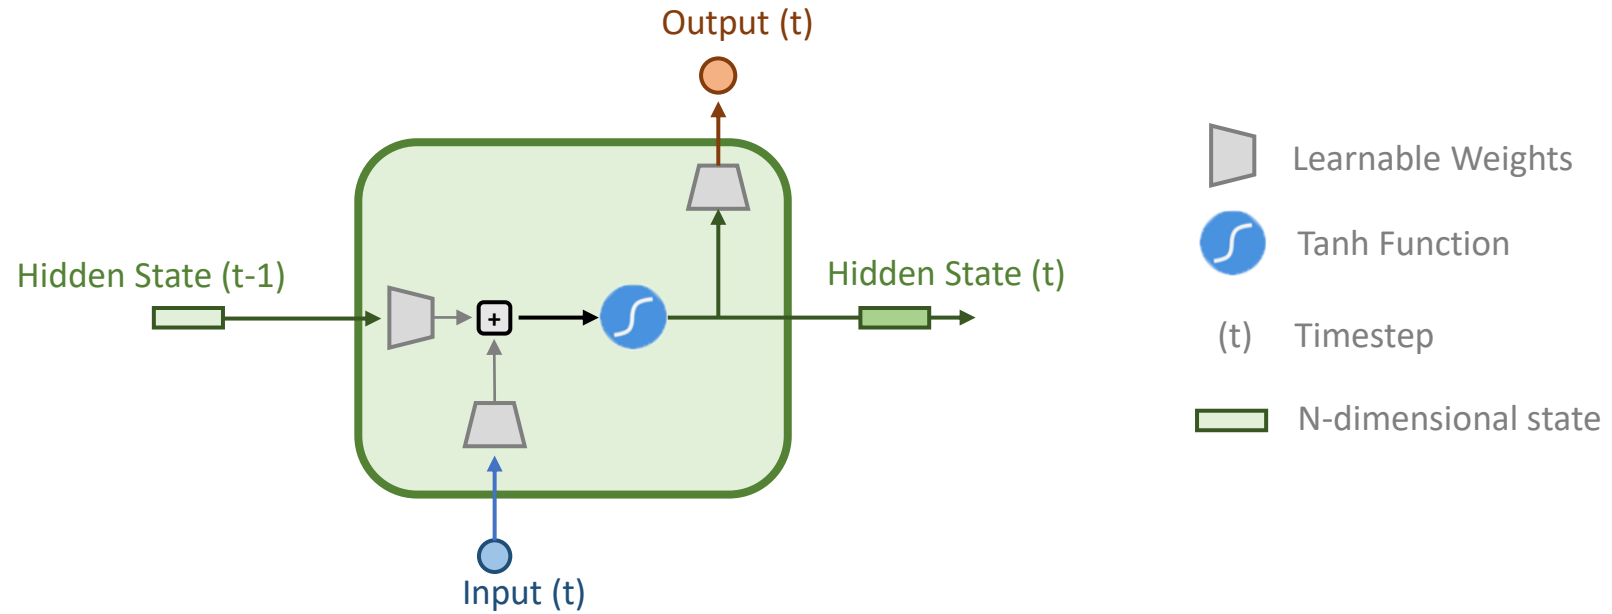 Output (t)
Hidden State (t-1)
+
Hidden State (t)
Input (t)
Learnable Weights
Tanh Function
(t) Timestep
N-dimensional state